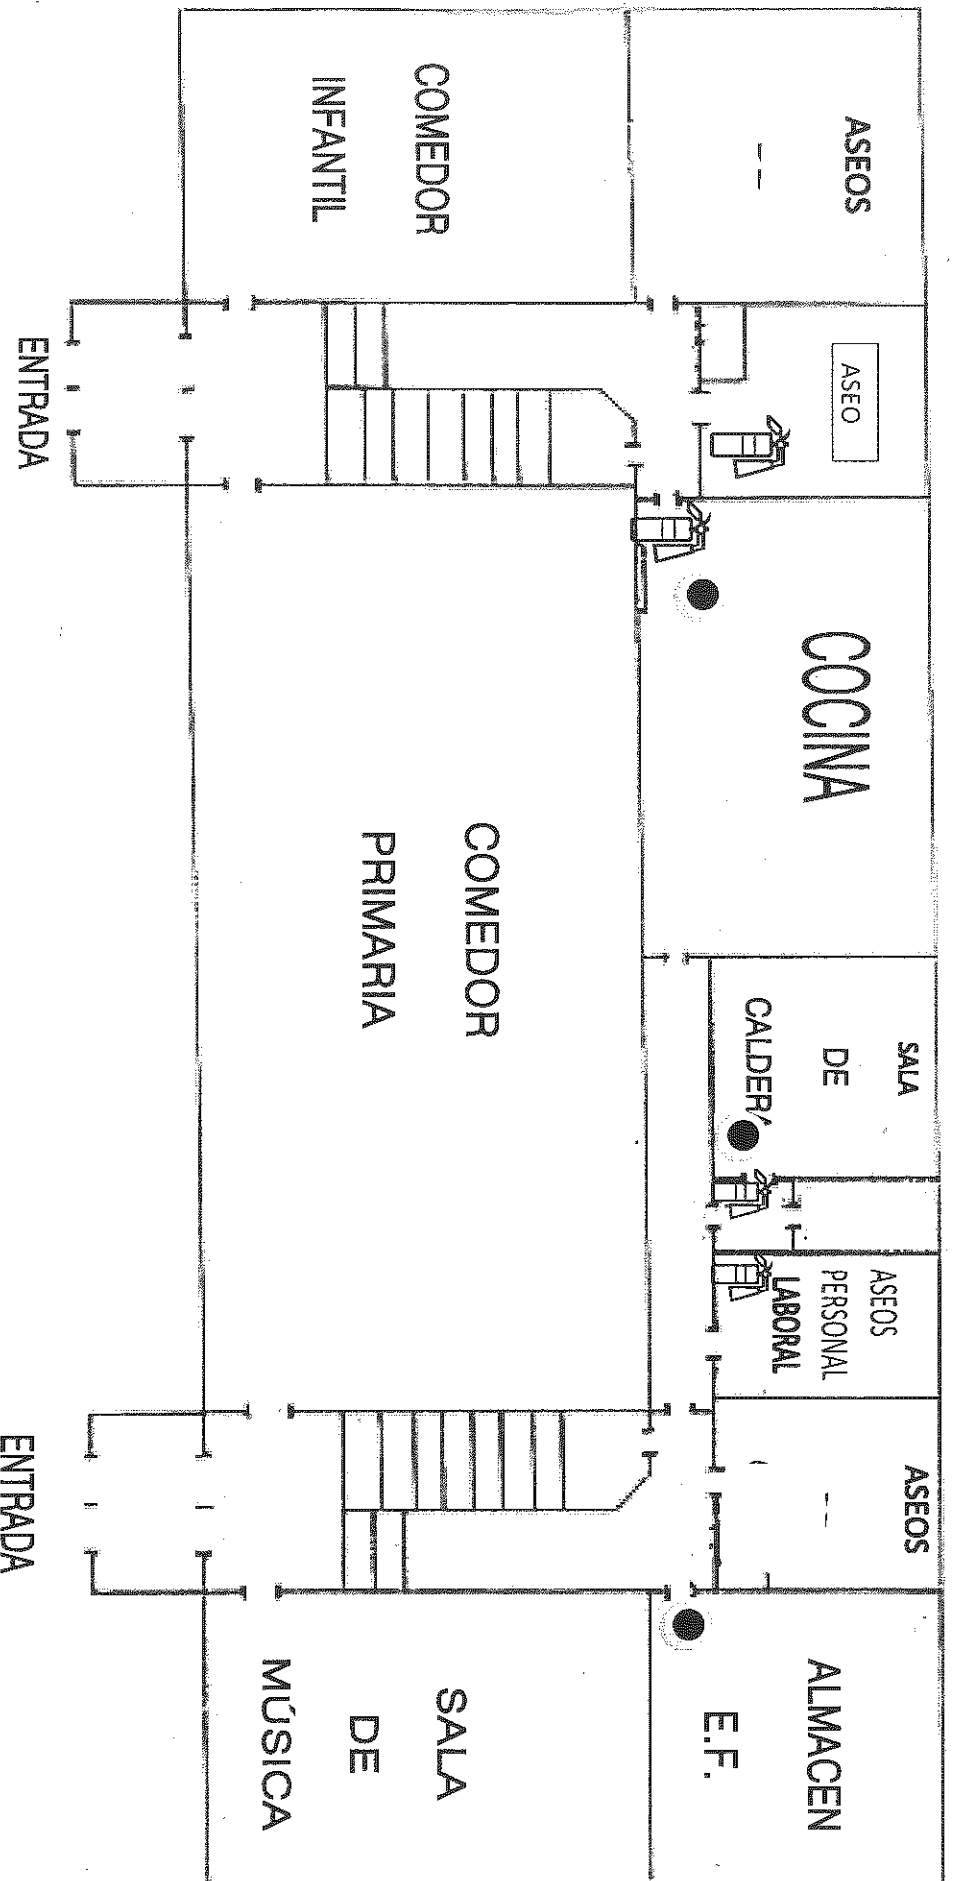 ASEOS
COMEDOR
INFANTIL
ASEO
ENTRADA
COCINA
COMEDOR
PRIMARIA
SALA
DE
CALDERA
ASEOS
PERSONAL
LABORAL
ASEOS
ENTRADA
ALMACEN
E.F.
SALA
DE
MÚSICA